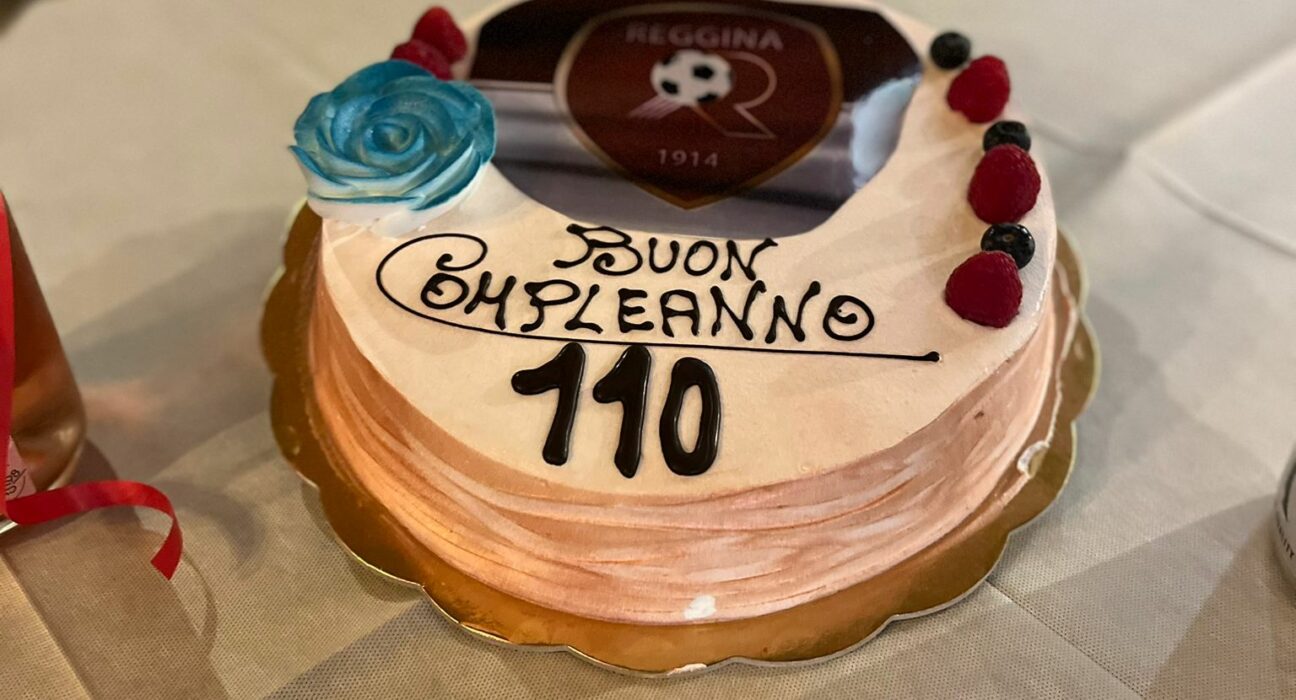 REGGINA
1914
BUON
COMPLEANNO
110